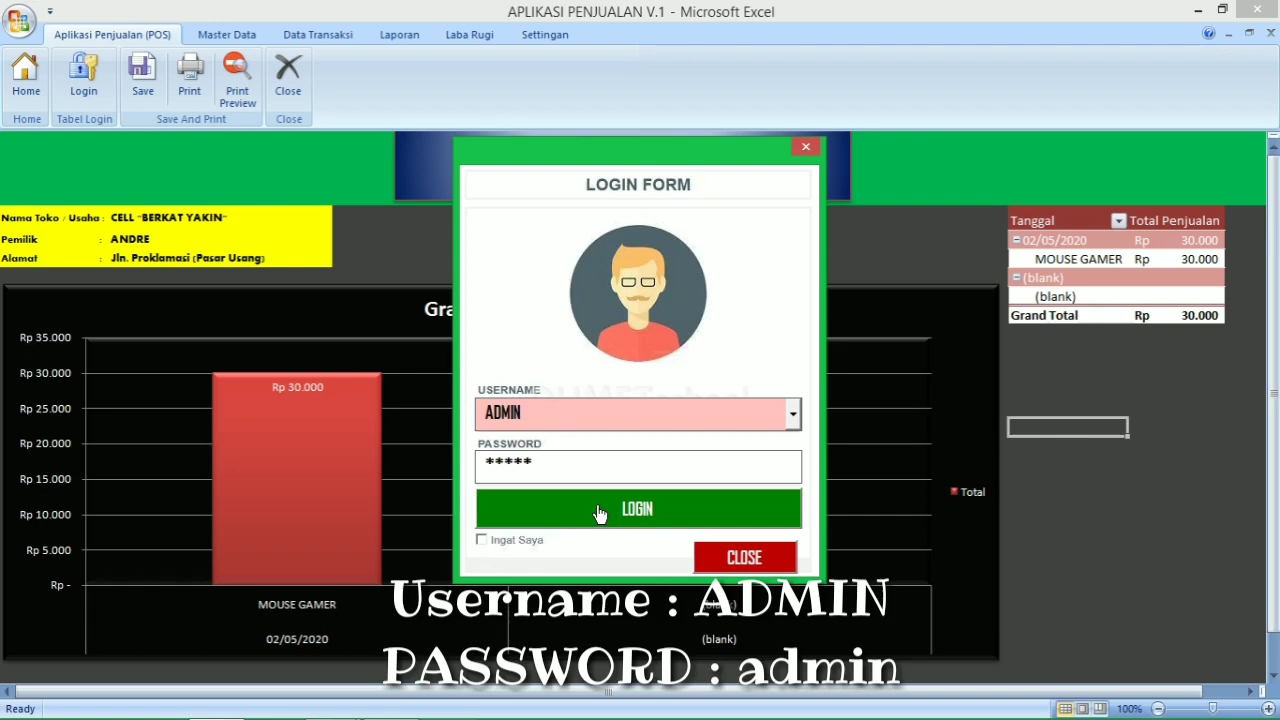 APLIKASI PENJUALAN V.1 - Microsoft Excel
Aplikasi Penjualan (POS) Master Data Data Transaksi Laporan Laba Rugi Settingan
Home Login Save Print Print Preview Close
Home Tabel Login Save And Print Close
Nama Toko / Usaha : CELL "BERKAT YAKIN"
Pemilik : ANDRE
Alamat : Jln. Proklamasi (Pasar Usang)
LOGIN FORM
USERNAME
ADMIN
PASSWORD
*****
LOGIN
Ingat Saya
CLOSE
Tanggal Total Penjualan
02/05/2020 Rp 30.000
MOUSE GAMER Rp 30.000
(blank)
(blank)
Grand Total Rp 30.000
Gra
Rp 35.000
Rp 30.000
Rp 25.000
Rp 20.000
Rp 15.000
Rp 10.000
Rp 5.000
Rp -
Rp 30.000
Total
MOUSE GAMER
02/05/2020 (blank)
Username : ADMIN
PASSWORD : admin
Ready 100%